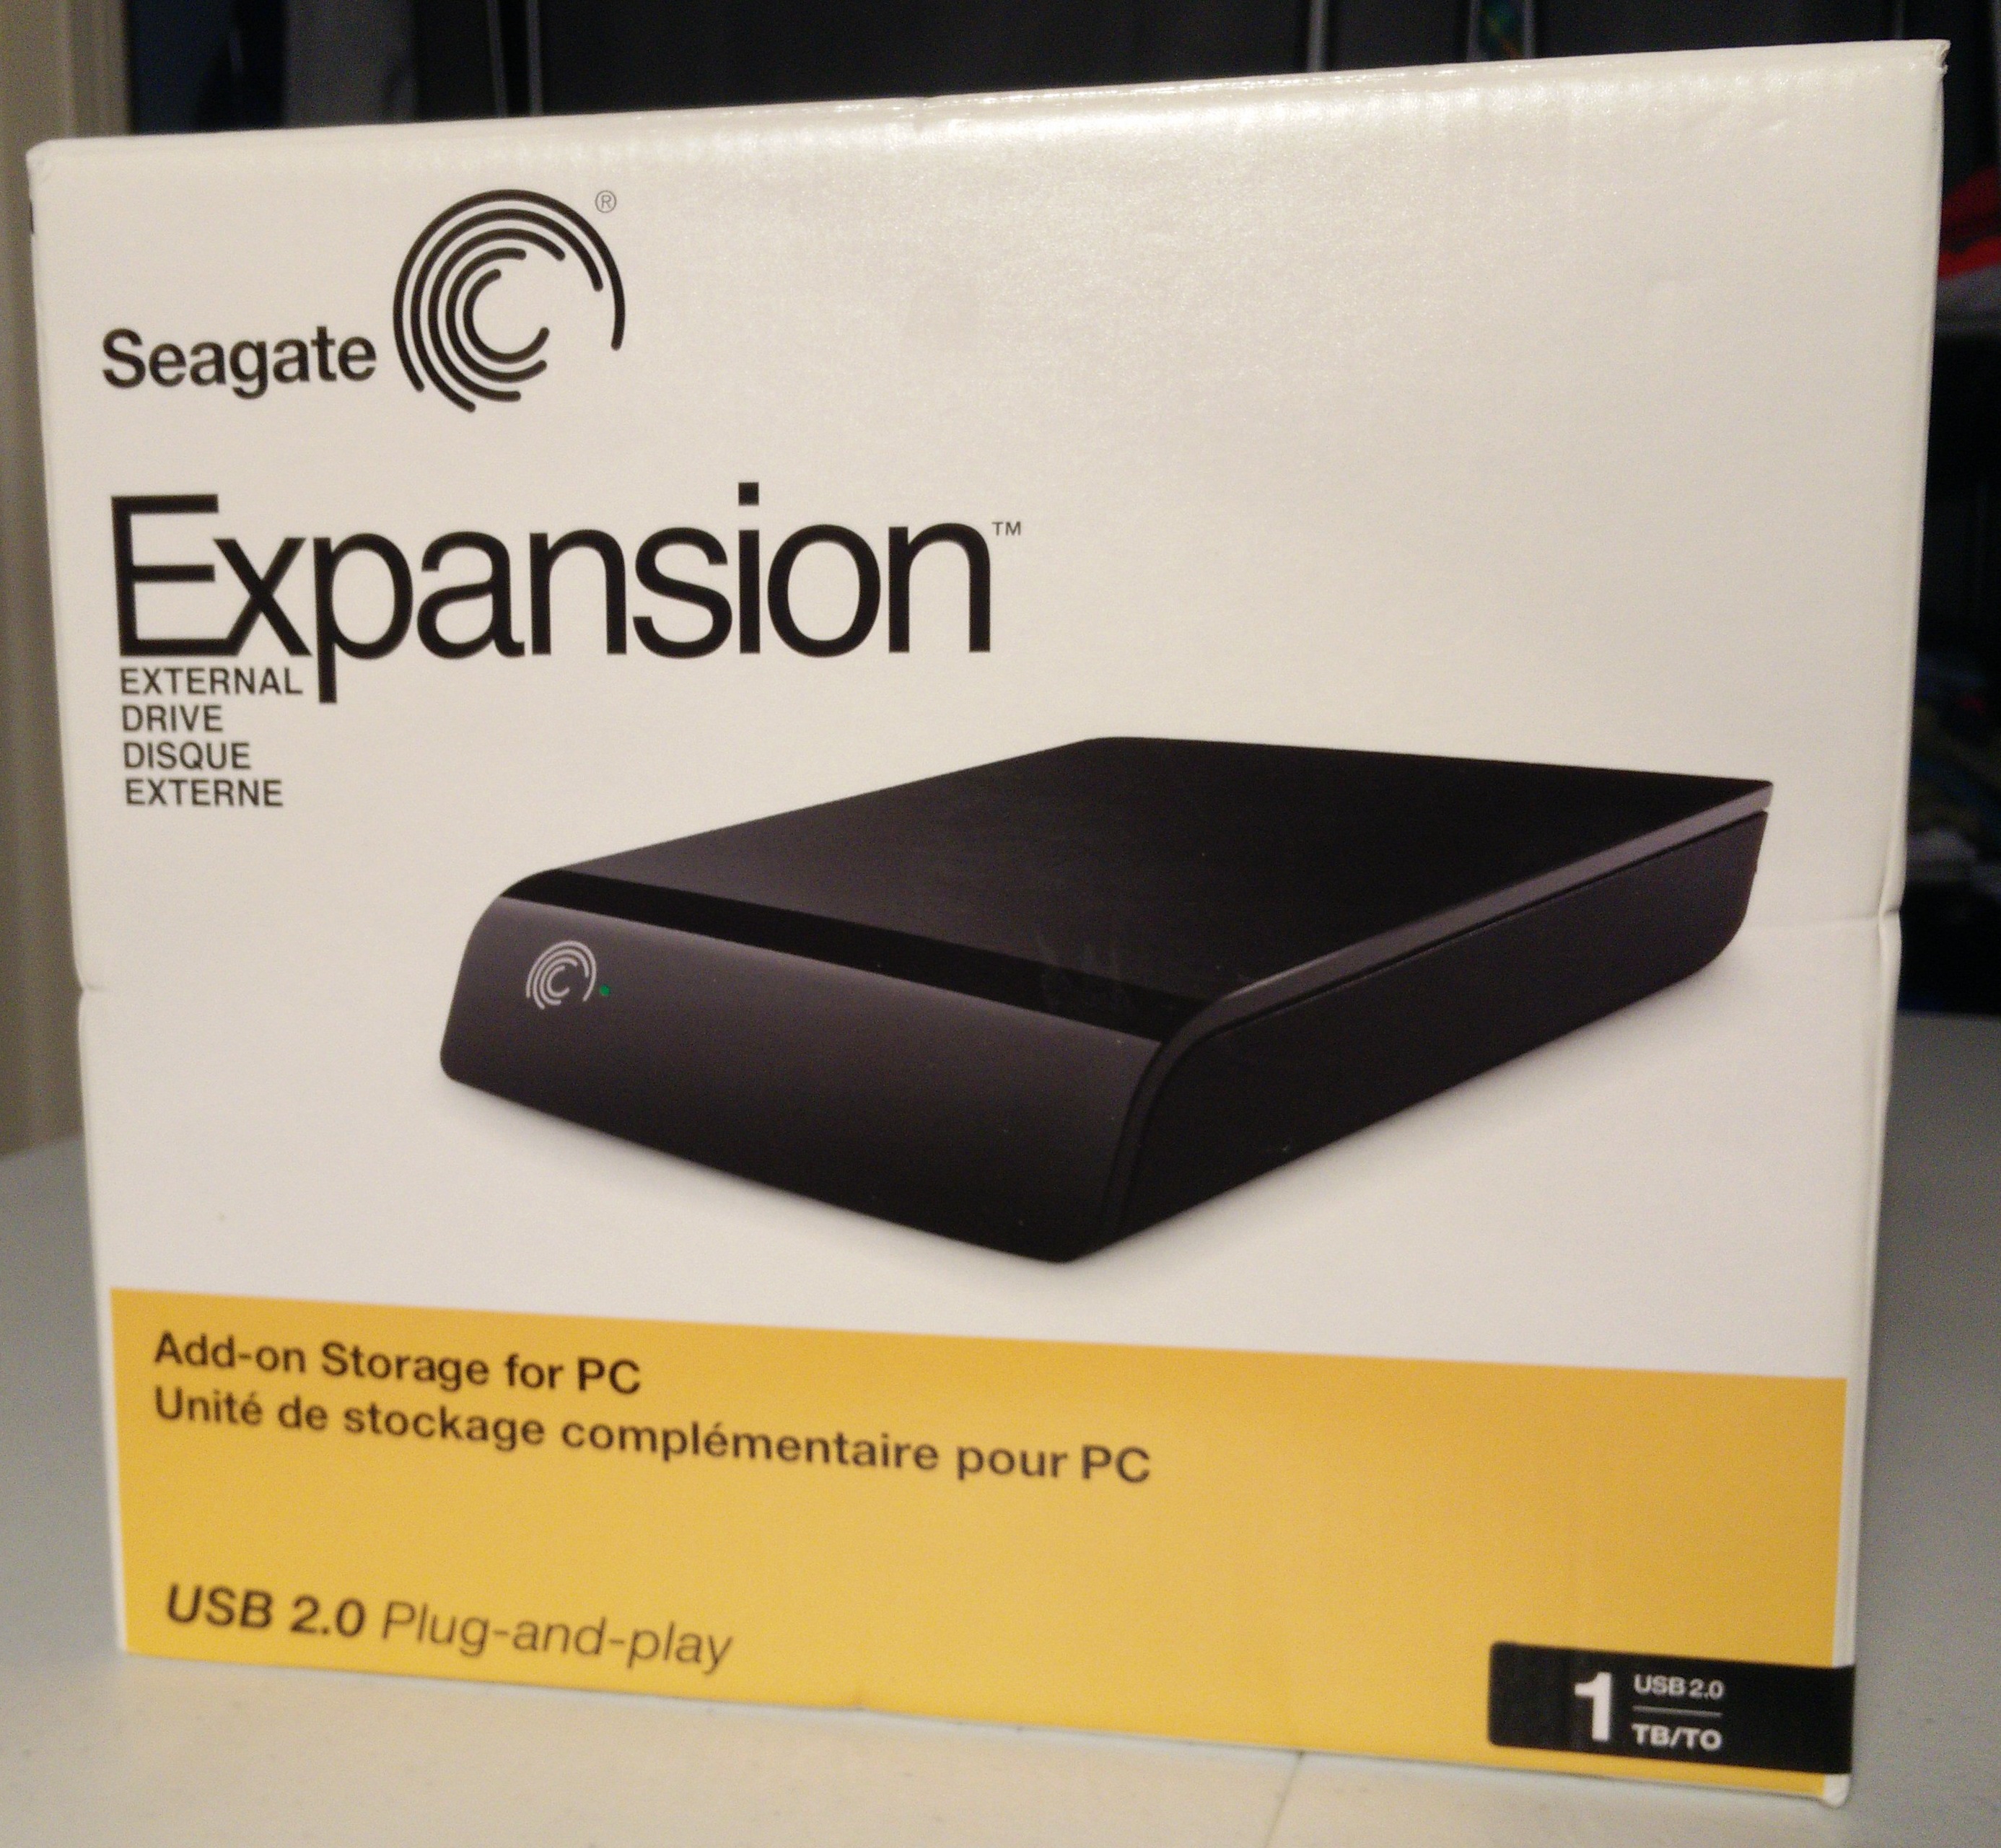 Seagate ®
Expansion™
EXTERNAL
DRIVE
DISQUE
EXTERNE
Add-on Storage for PC
Unité de stockage complémentaire pour PC
USB 2.0 Plug-and-play
1
USB 2.0
TB/TO